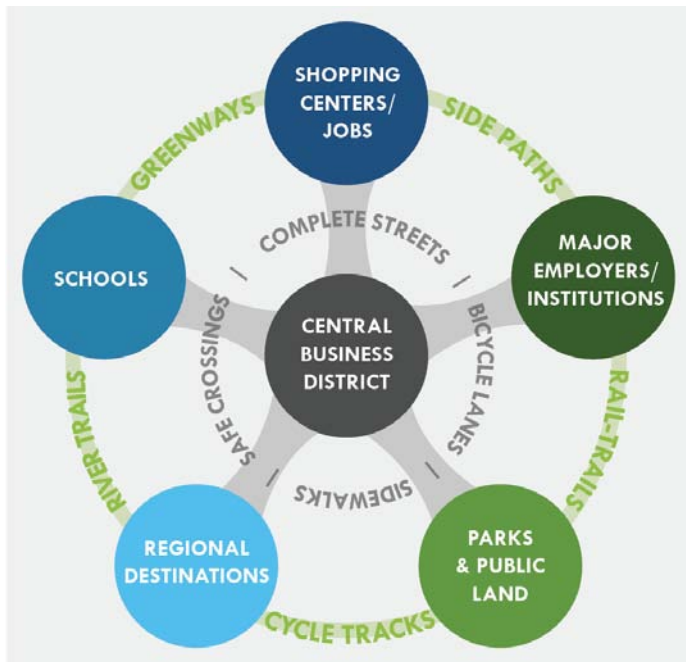 SHOPPING
CENTERS/
JOBS
GREENWAYS
SIDE PATHS
COMPLETE STREETS
SCHOOLS
MAJOR
EMPLOYERS/
INSTITUTIONS
CENTRAL
BUSINESS
DISTRICT
SAFE CROSSINGS
BICYCLE LANES
RIVER TRAILS
RAIL-TRAILS
SIDEWALKS
REGIONAL
DESTINATIONS
PARKS
& PUBLIC
LAND
CYCLE TRACKS